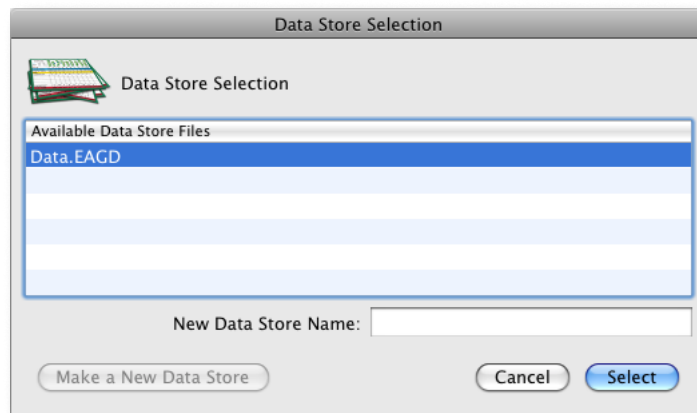 Data Store Selection
Data Store Selection
Available Data Store Files
Data.EAGD
New Data Store Name:
Make a New Data Store
Cancel
Select